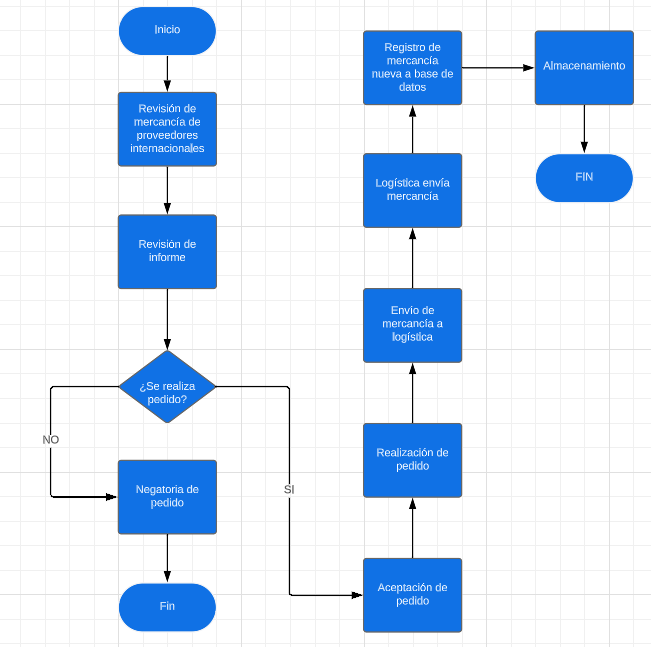 Inicio
Revisión de
mercancía de
proveedores
internacionales
Revisión de
informe
¿Se realiza
pedido?
NO
Negatoria de
pedido
Fin
SI
Aceptación de
pedido
Realización de
pedido
Envío de
mercancía a
logística
Logística envía
mercancía
Registro de
mercancía
nueva a base de
datos
Almacenamiento
FIN